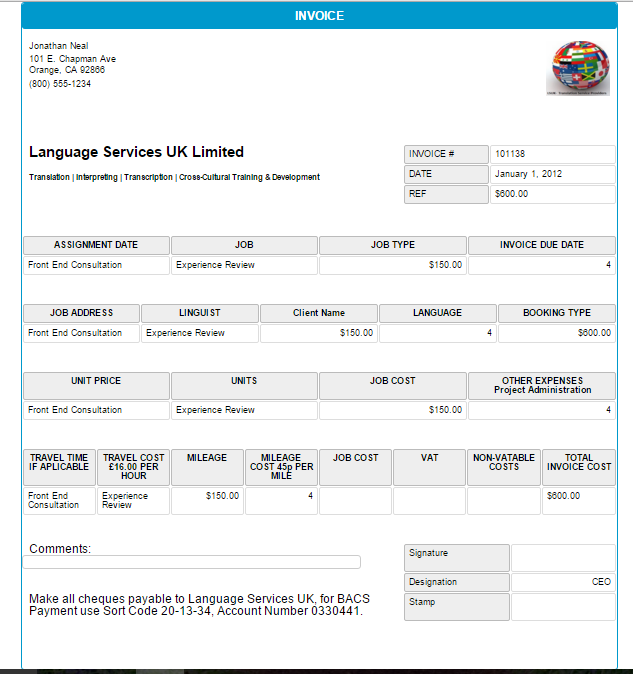 INVOICE
Jonathan Neal
101 E. Chapman Ave
Orange, CA 92866
(800) 555-1234
Language Services UK Limited
Translation | Interpreting | Transcription | Cross-Cultural Training & Development
INVOICE # 101138
DATE January 1, 2012
REF $600.00
ASSIGNMENT DATE JOB JOB TYPE INVOICE DUE DATE
Front End Consultation Experience Review $150.00 4
JOB ADDRESS LINGUIST Client Name LANGUAGE BOOKING TYPE
Front End Consultation Experience Review $150.00 4 $600.00
UNIT PRICE UNITS JOB COST OTHER EXPENSES
Project Administration
Front End Consultation Experience Review $150.00 4
TRAVEL TIME TRAVEL COST MILEAGE MILEAGE JOB COST VAT NON-VATABLE TOTAL
IF APLICABLE £16.00 PER COST 45p PER COSTS INVOICE COST
HOUR MILE
Front End Experience $150.00 4 $600.00
Consultation Review
Comments:
Signature
Designation CEO
Make all cheques payable to Language Services UK, for BACS
Payment use Sort Code 20-13-34, Account Number 0330441.
Stamp